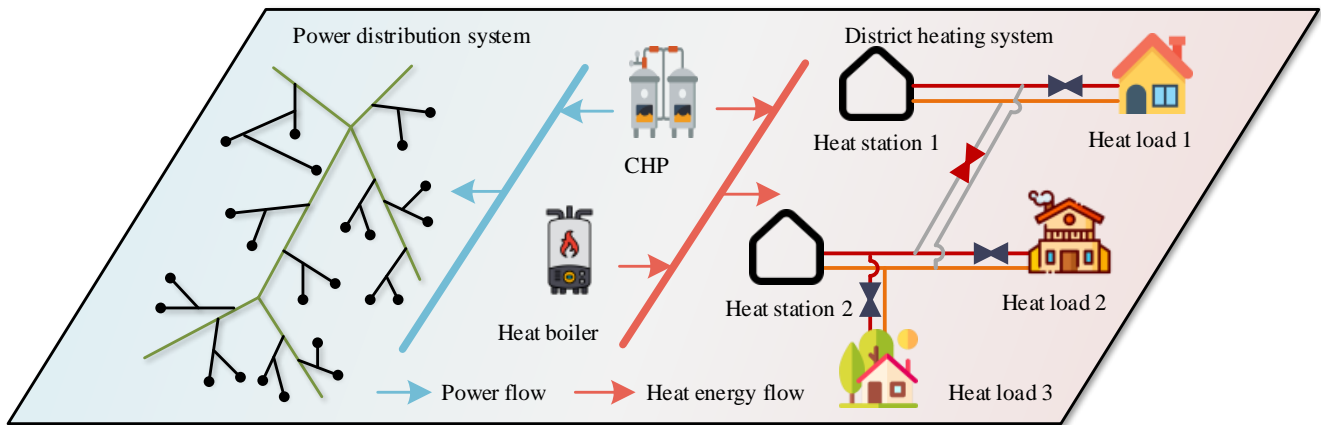 Power distribution system
District heating system
CHP
Heat station 1
Heat load 1
Heat boiler
Heat station 2
Heat load 2
Heat load 3
Power flow
Heat energy flow